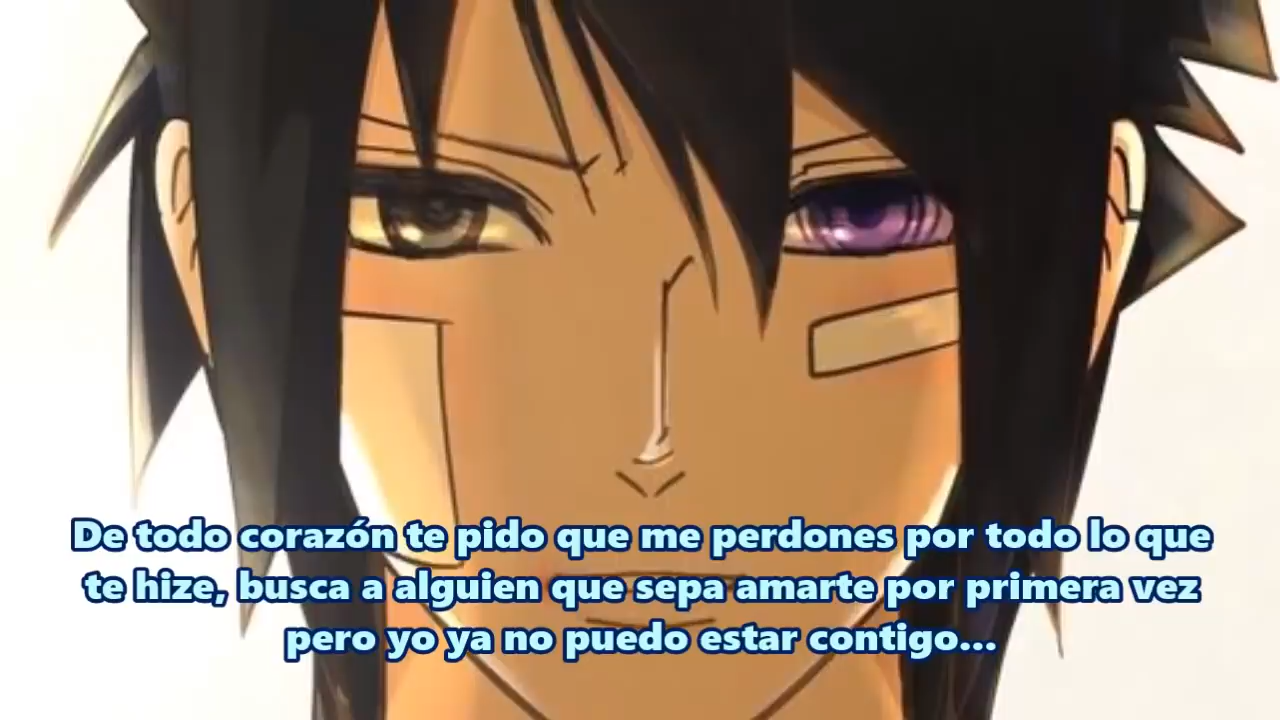 De todo corazón te pido que me perdones por todo lo que
te hize, busca a alguien que sepa amarte por primera vez
pero yo ya no puedo estar contigo...